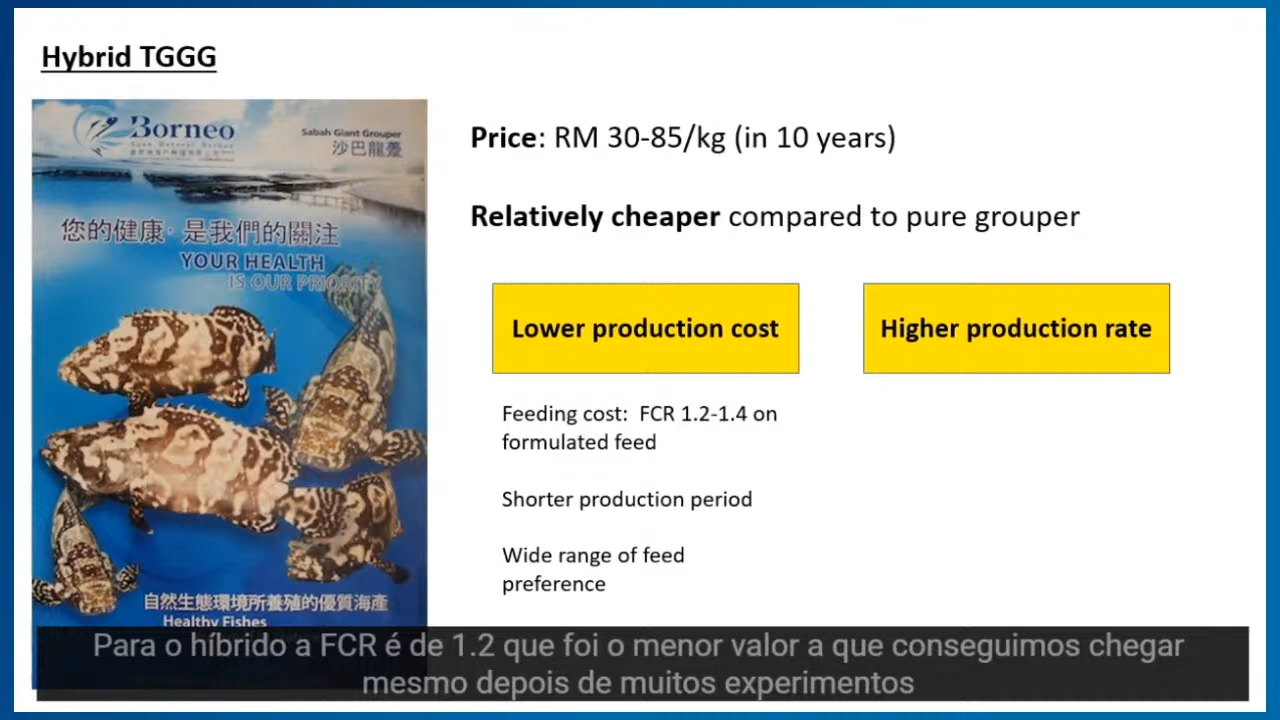 Hybrid TGGG
Borneo
Sabah Giant Grouper
沙巴龍躉
您的健康·是我們的關注
YOUR HEALTH
IS OUR PRIORITY
自然生態環境所養殖的優質海產
Healthy Fishes
Price: RM 30-85/kg (in 10 years)
Relatively cheaper compared to pure grouper
Lower production cost
Higher production rate
Feeding cost: FCR 1.2-1.4 on
formulated feed
Shorter production period
Wide range of feed
preference
Para o híbrido a FCR é de 1.2 que foi o menor valor a que conseguimos chegar
mesmo depois de muitos experimentos